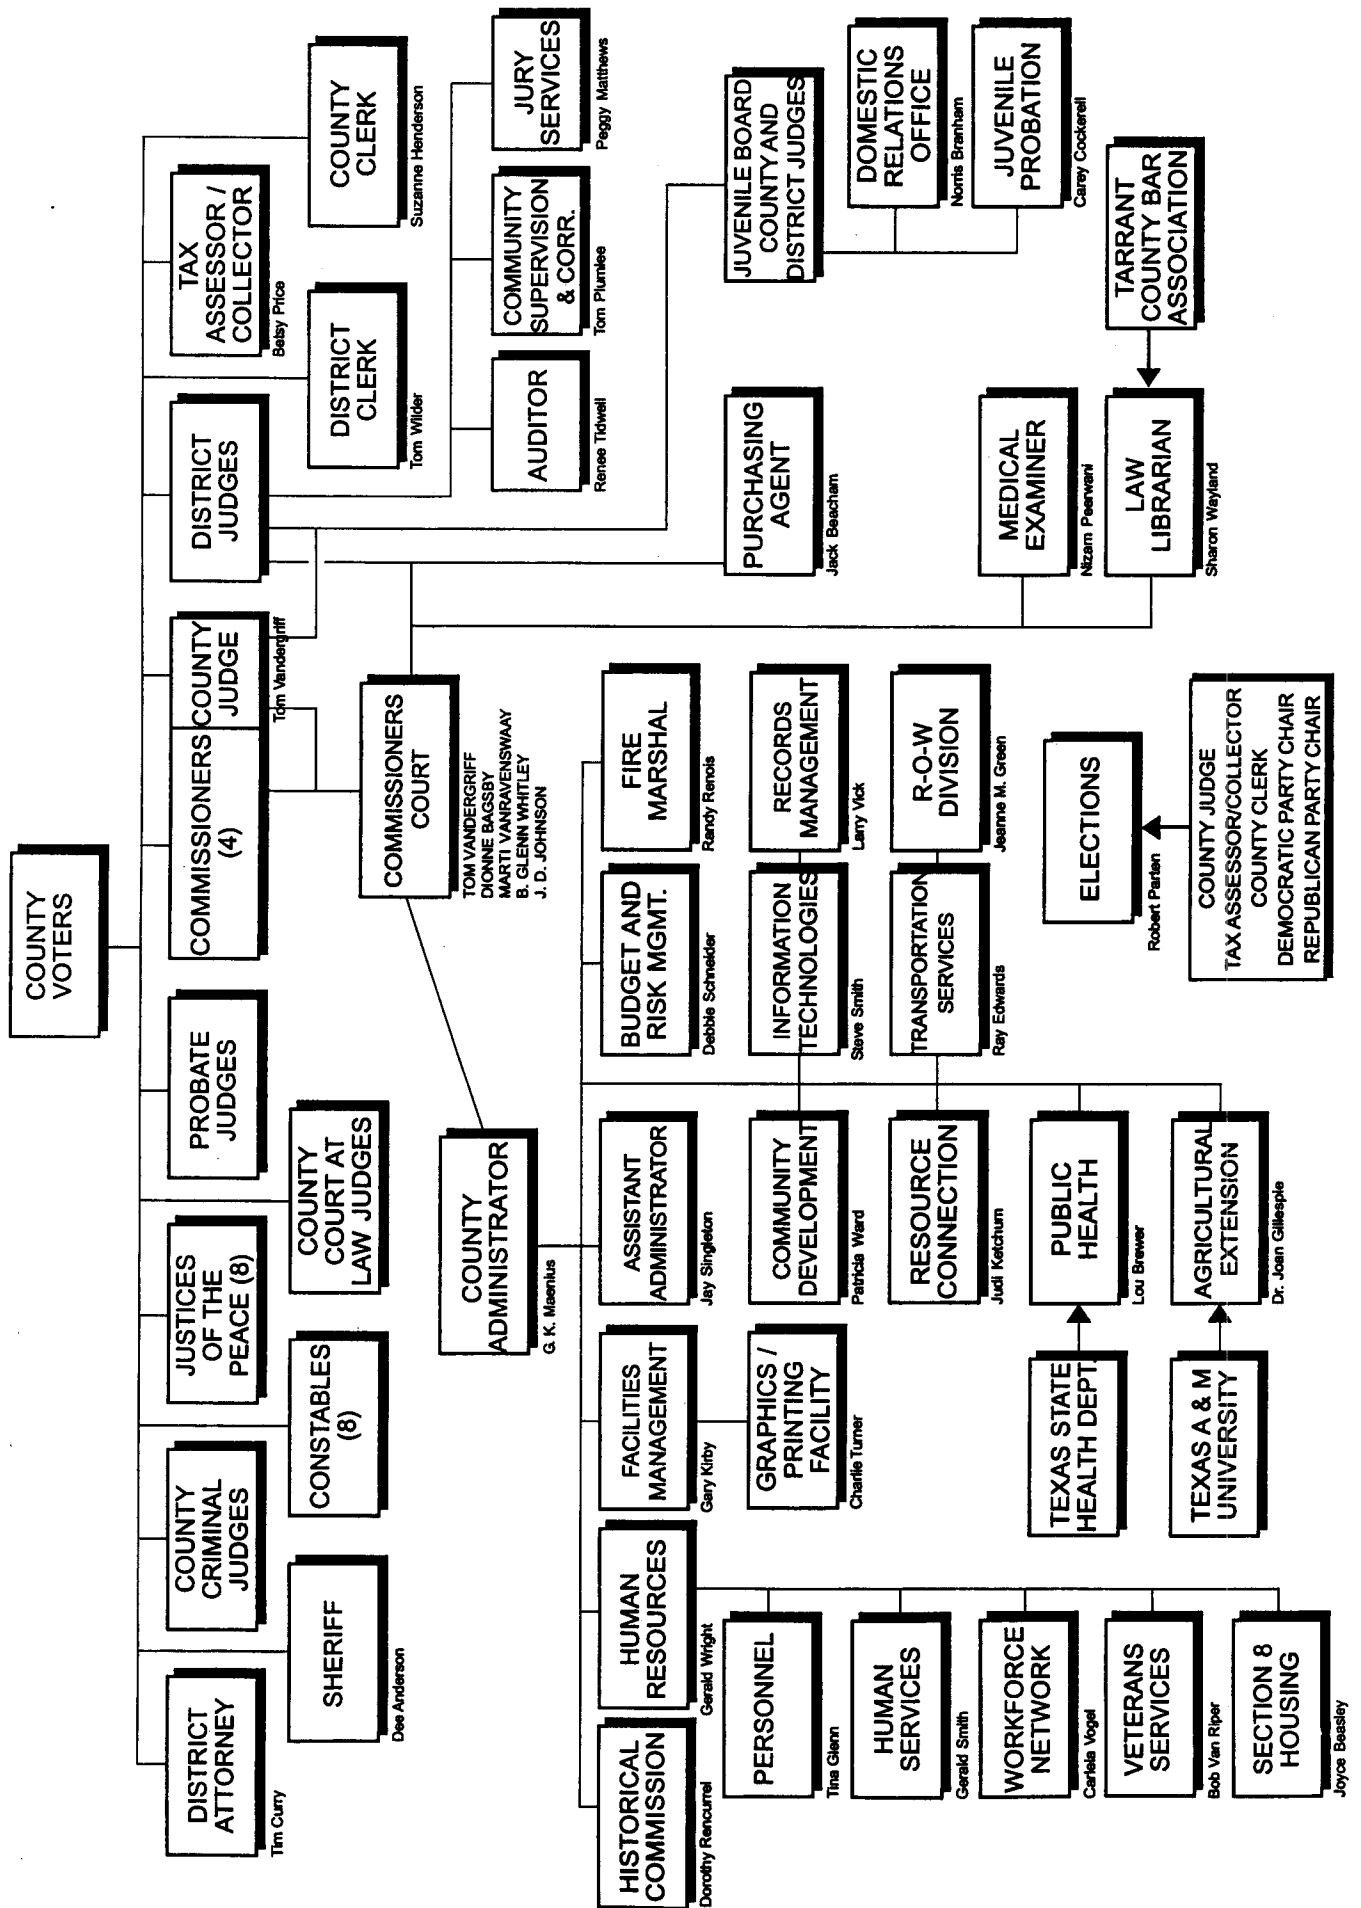 COUNTY
VOTERS
DISTRICT
ATTORNEY
Tim Curry
COUNTY
CRIMINAL
JUDGES
JUSTICES
OF THE
PEACE (8)
PROBATE
JUDGES
COMMISSIONERS
(4)
COUNTY
JUDGE
Tom Vandergriff
DISTRICT
JUDGES
TAX
ASSESSOR /
COLLECTOR
Betsy Price
SHERIFF
Dee Anderson
CONSTABLES
(8)
COUNTY
COURT AT
LAW JUDGES
DISTRICT
CLERK
Tom Wilder
COUNTY
CLERK
Suzanne Henderson
COMMISSIONERS
COURT
TOM VANDERGRIFF
DIONNE BAGSBY
MARTI VANRAVENSWAAY
B. GLENN WHITLEY
J. D. JOHNSON
COUNTY
ADMINISTRATOR
G. K. Maenius
AUDITOR
Renee Tidwell
COMMUNITY
SUPERVISION
& CORR.
Tom Plumlee
JURY
SERVICES
Peggy Matthews
HISTORICAL
COMMISSION
Dorothy Rencurrel
HUMAN
RESOURCES
Gerald Wright
FACILITIES
MANAGEMENT
Gary Kirby
ASSISTANT
ADMINISTRATOR
Jay Singleton
BUDGET AND
RISK MGMT.
Debbie Schneider
FIRE
MARSHAL
Randy Renois
PURCHASING
AGENT
Jack Beacham
JUVENILE BOARD
COUNTY AND
DISTRICT JUDGES
PERSONNEL
Tina Glenn
GRAPHICS /
PRINTING
FACILITY
Charlie Turner
COMMUNITY
DEVELOPMENT
Patricia Ward
INFORMATION
TECHNOLOGIES
Steve Smith
RECORDS
MANAGEMENT
Larry Vick
DOMESTIC
RELATIONS
OFFICE
Norris Branham
HUMAN
SERVICES
Gerald Smith
RESOURCE
CONNECTION
Judi Ketchum
TRANSPORTATION
SERVICES
Ray Edwards
R-O-W
DIVISION
Jeanne M. Green
MEDICAL
EXAMINER
Nizam Peerwani
JUVENILE
PROBATION
Carey Cockerell
WORKFORCE
NETWORK
Carlela Vogel
TEXAS STATE
HEALTH DEPT.
PUBLIC
HEALTH
Lou Brewer
ELECTIONS
Robert Parten
LAW
LIBRARIAN
Sharon Wayland
TARRANT
COUNTY BAR
ASSOCIATION
VETERANS
SERVICES
Bob Van Riper
TEXAS A & M
UNIVERSITY
AGRICULTURAL
EXTENSION
Dr. Joan Gillespie
COUNTY JUDGE
TAX ASSESSOR/COLLECTOR
COUNTY CLERK
DEMOCRATIC PARTY CHAIR
REPUBLICAN PARTY CHAIR
SECTION 8
HOUSING
Joyce Beasley